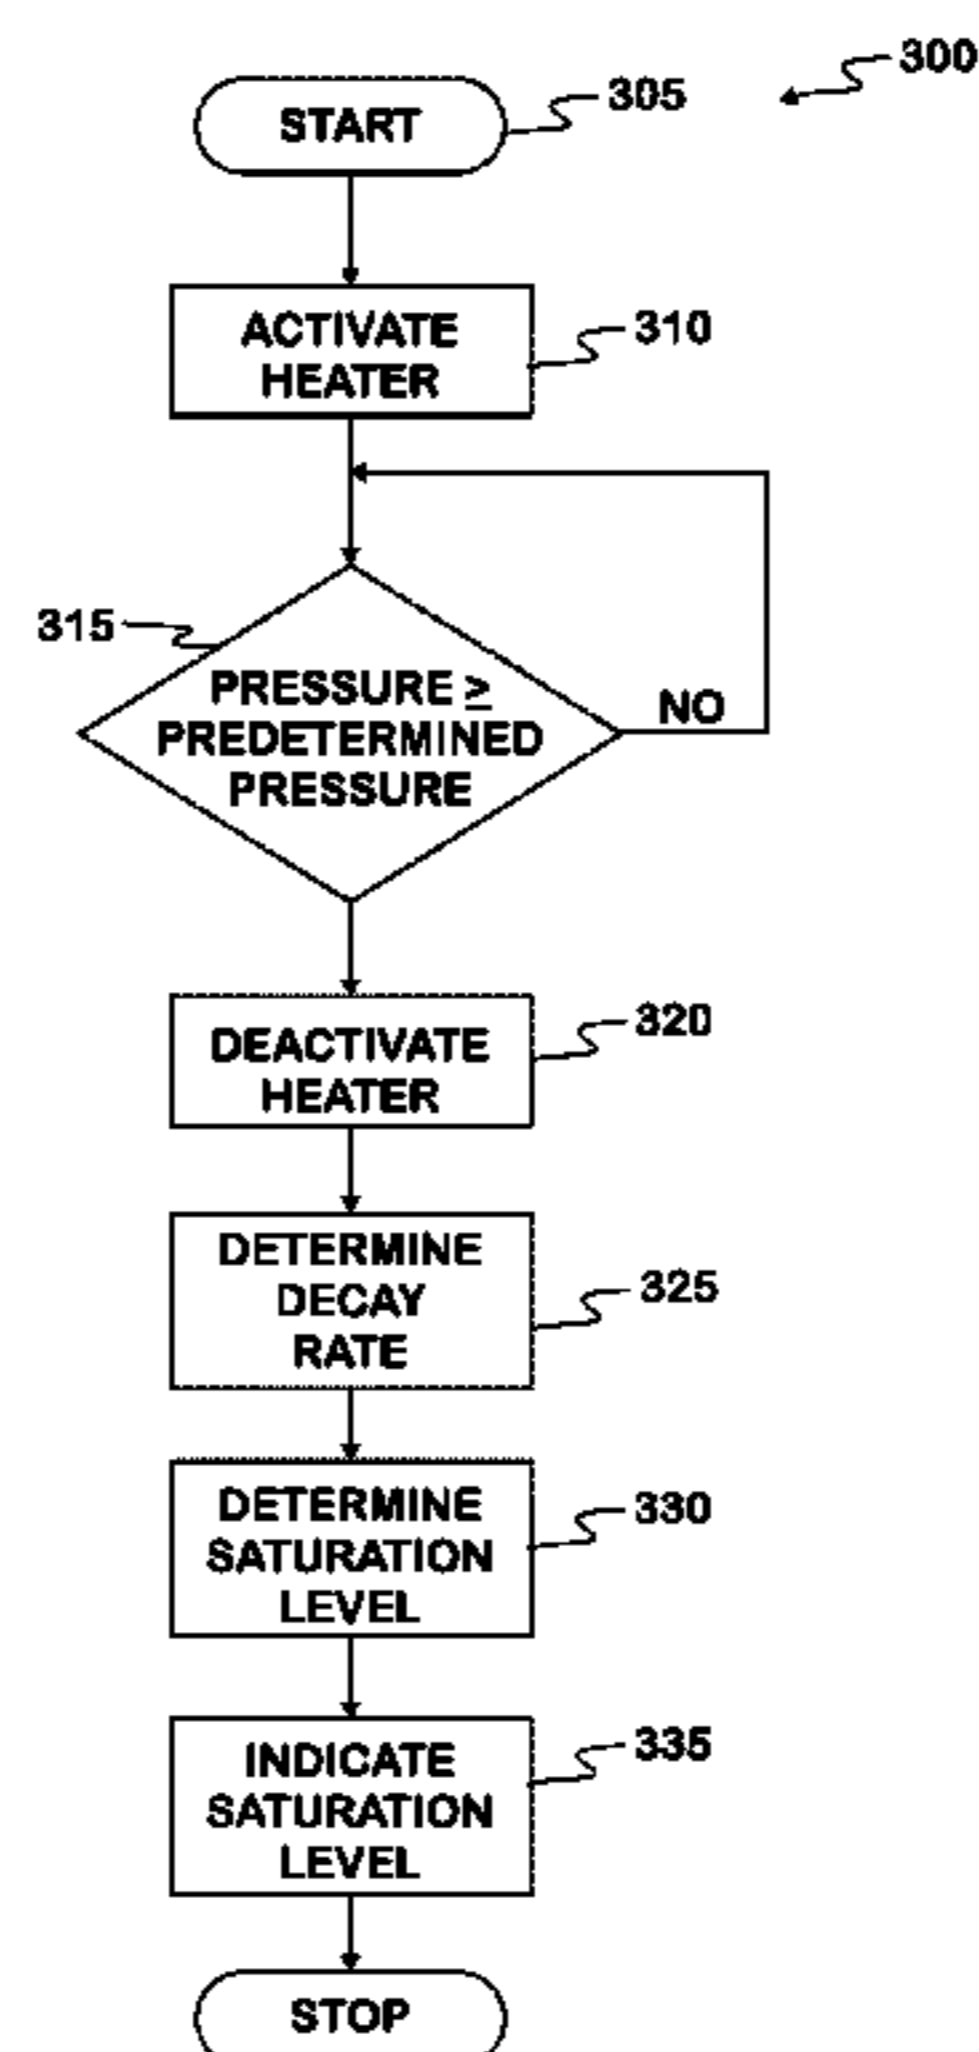 300
START
305
ACTIVATE
HEATER
310
315
PRESSURE ≥
PREDETERMINED
PRESSURE
NO
DEACTIVATE
HEATER
320
DETERMINE
DECAY
RATE
325
DETERMINE
SATURATION
LEVEL
330
INDICATE
SATURATION
LEVEL
335
STOP